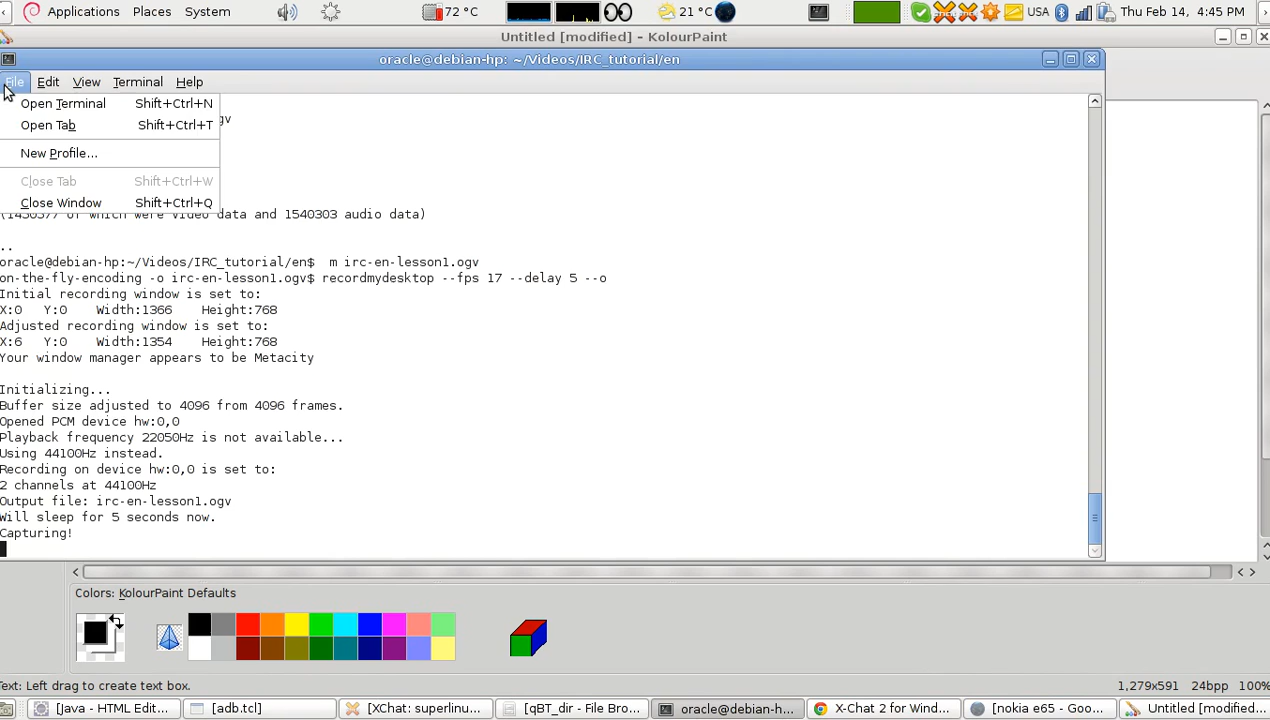 Applications Places System 72 °C 21 °C USA Thu Feb 14, 4:45 PM
Untitled [modified] - KolourPaint
oracle@debian-hp: ~/Videos/IRC_tutorial/en
File Edit View Terminal Help
Open Terminal Shift+Ctrl+N
Open Tab Shift+Ctrl+T
gv
New Profile...
Close Tab Shift+Ctrl+W
Close Window Shift+Ctrl+Q
of which were video data and 1540303 audio data)
..
oracle@debian-hp:~/Videos/IRC_tutorial/en$ m irc-en-lesson1.ogv
on-the-fly-encoding -o irc-en-lesson1.ogv$ recordmydesktop --fps 17 --delay 5 --o
Initial recording window is set to:
X:0 Y:0 Width:1366 Height:768
Adjusted recording window is set to:
X:6 Y:0 Width:1354 Height:768
Your window manager appears to be Metacity
Initializing...
Buffer size adjusted to 4096 from 4096 frames.
Opened PCM device hw:0,0
Playback frequency 22050Hz is not available...
Using 44100Hz instead.
Recording on device hw:0,0 is set to:
2 channels at 44100Hz
Output file: irc-en-lesson1.ogv
Will sleep for 5 seconds now.
Capturing!
Colors: KolourPaint Defaults
Text: Left drag to create text box. 1,279x591 24bpp 100%
[Java - HTML Edit... [adb.tcl] [XChat: superlinu... [qBT_dir - File Bro... oracle@debian-h... X-Chat 2 for Wind... [nokia e65 - Goo... Untitled [modified...